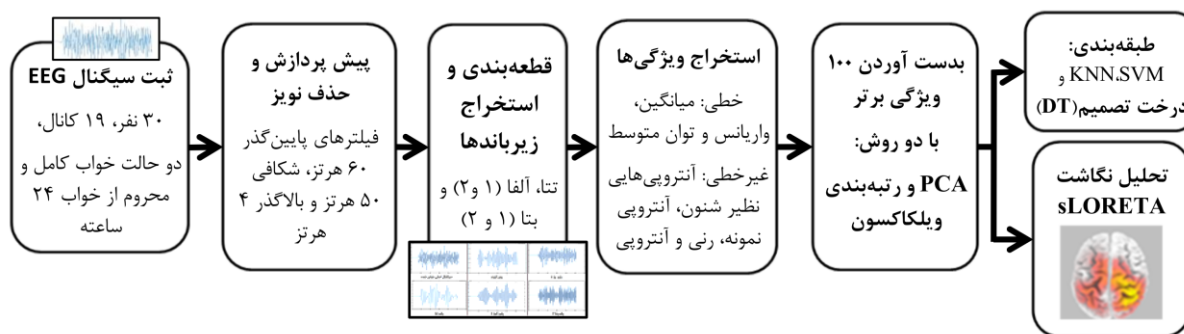 ثبت سیگنال EEG
۳۰ نفر، ۱۹ کانال،
دو حالت خواب کامل و
محروم از خواب ۲۴
ساعته
پیش پردازش و
حذف نویز
فیلترهای پایین‌گذر
۶۰ هرتز، شکافی
۵۰ هرتز و بالاگذر ۴
هرتز
قطعه‌بندی و
استخراج
زیرباندها
تتا، آلفا (۱ و۲) و
بتا (۱ و ۲)
استخراج ویژگی‌ها
خطی: میانگین،
واریانس و توان متوسط
غیرخطی: آنتروپی‌هایی
نظیر شنون، آنتروپی
نمونه، رنی و آنتروپی
بدست آوردن ۱۰۰
ویژگی برتر
با دو روش:
PCA و رتبه‌بندی
ویلکاکسون
طبقه‌بندی:
KNN،SVM و
درخت تصمیم(DT)
تحلیل نگاشت
sLORETA